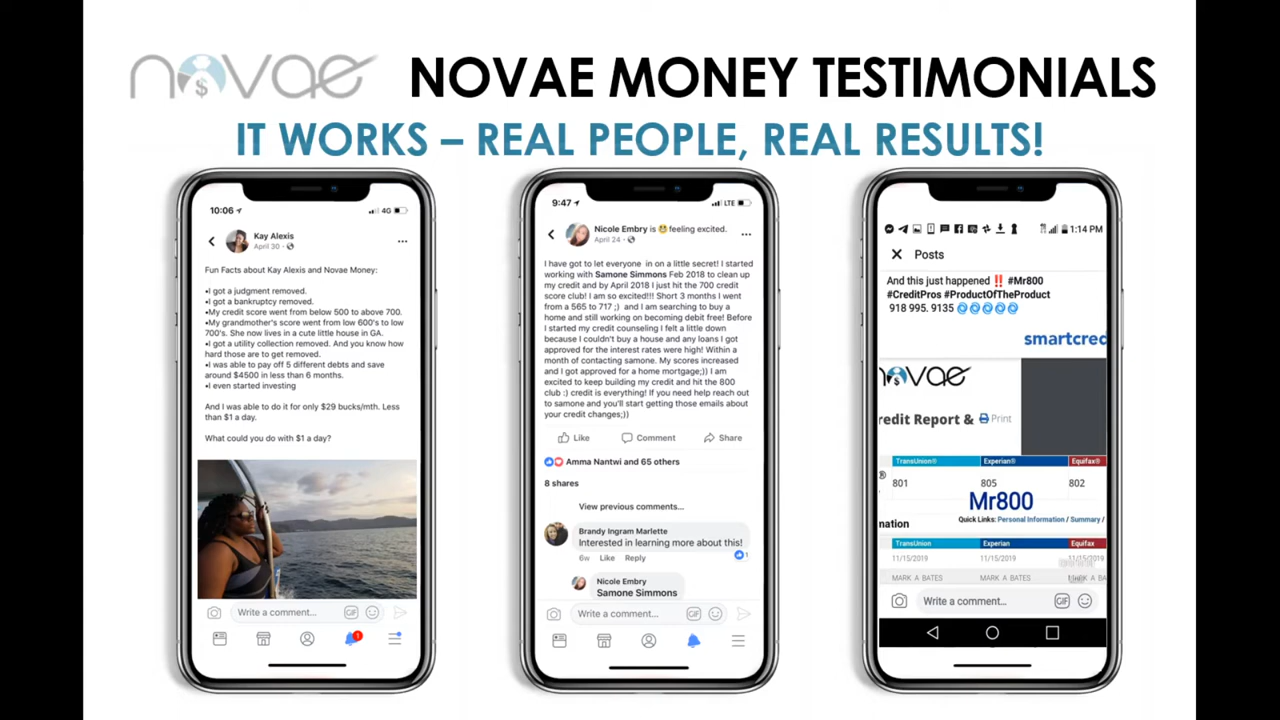 novae
NOVAE MONEY TESTIMONIALS
IT WORKS – REAL PEOPLE, REAL RESULTS!
10:06
4G
Kay Alexis
April 30
Fun Facts about Kay Alexis and Novae Money:
•I got a judgment removed.
•I got a bankruptcy removed.
•My credit score went from below 500 to above 700.
•My grandmother's score went from low 600's to low
700's. She now lives in a cute little house in GA.
•I got a utility collection removed. And you know how
hard those are to get removed.
•I was able to pay off 5 different debts and save
around $4500 in less than 6 months.
•I even started investing
And I was able to do it for only $29 bucks/mth. Less
than $1 a day.
What could you do with $1 a day?
Write a comment...
GIF
1
9:47
LTE
Nicole Embry is feeling excited.
April 24
I have got to let everyone in on a little secret! I started
working with Samone Simmons Feb 2018 to clean up
my credit and by April 2018 I just hit the 700 credit
score club! I am so excited!!! Short 3 months I went
from a 565 to 717 ;) and I am searching to buy a
home and still working on becoming debt free! Before
I started my credit counseling I felt a little down
because I couldn't buy a house and any loans I got
approved for the interest rates were high! Within a
month of contacting samone. My scores increased
and I got approved for a home mortgage;)) I am
excited to keep building my credit and hit the 800
club :) credit is everything! If you need help reach out
to samone and you'll start getting those emails about
your credit changes;))
Like
Comment
Share
Amma Nantwi and 65 others
8 shares
View previous comments...
Brandy Ingram Marlette
Interested in learning more about this!
6w Like Reply
1
Nicole Embry
Samone Simmons
Write a comment...
GIF
1:14 PM
Posts
And this just happened ‼️ #Mr800
#CreditPros #ProductOfTheProduct
918 995. 9135
smartcred
novae
redit Report & Print
TransUnion® Experian® Equifax®
® 801 805 802
Mr800
Quick Links: Personal Information / Summary /
mation
TransUnion Experian Equifax
11/15/2019 11/15/2019 11/15/2019
MARK A BATES MARK A BATES
Write a comment...
GIF